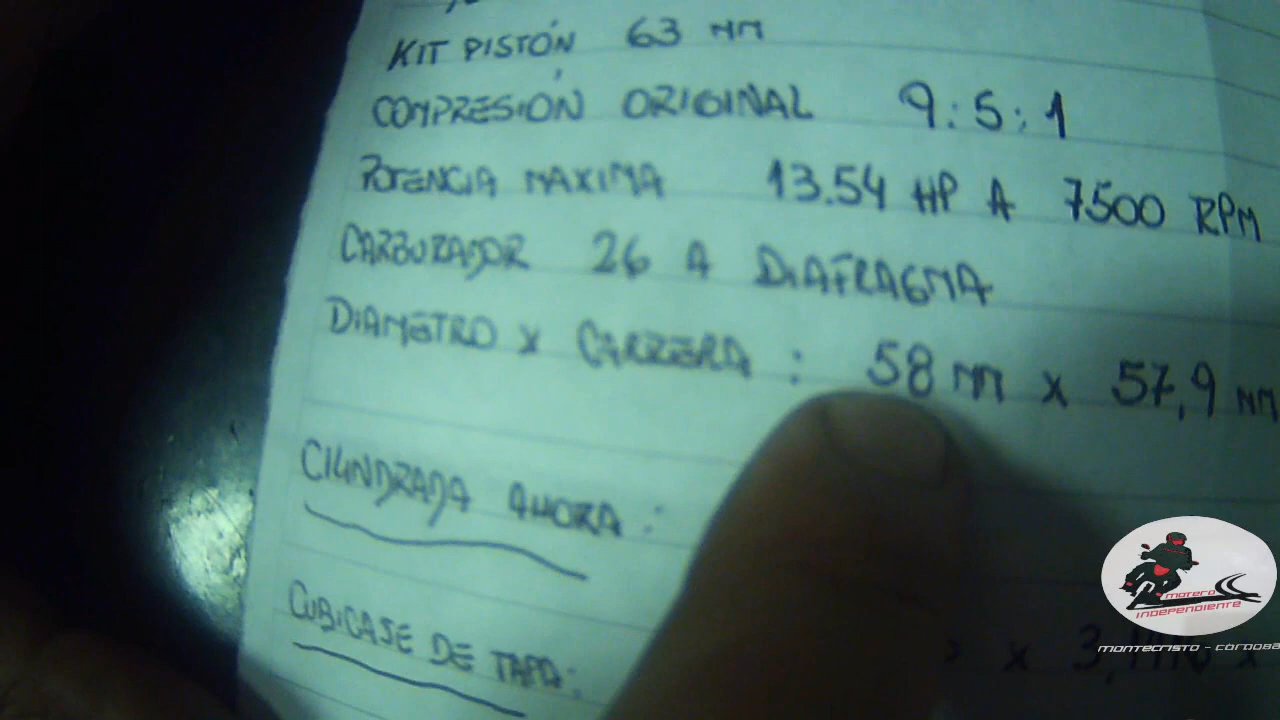 KIT PISTÓN 63 MM
COMPRESIÓN ORIGINAL 9:5:1
POTENCIA MAXIMA 13.54 HP A 7500 RPM
CARBURADOR 26 A DIAFRAGMA
DIAMETRO X CARRERA : 58 MM X 57,9 MM
CILINDRADA AHORA :
CUBICAJE DE TAPA :
x 3,1416 x
motero
independiente
montecristo - cordoba